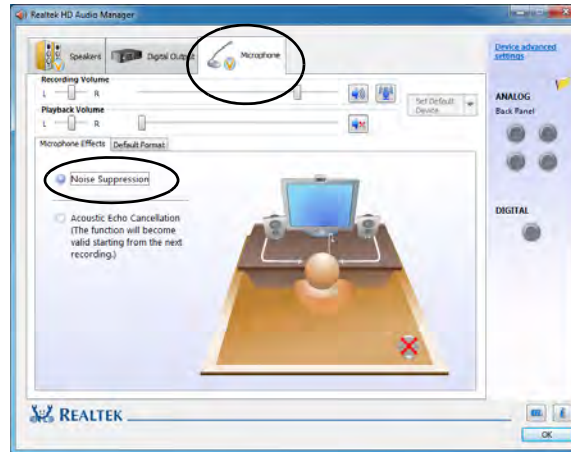 Realtek HD Audio Manager
Speakers
Digital Output
Microphone
Device advanced
settings
Recording Volume
L R
Set Default
Device
Playback Volume
L R
ANALOG
Back Panel
Microphone Effects Default Format
Noise Suppression
Acoustic Echo Cancellation
(The function will become
valid starting from the next
recording.)
DIGITAL
REALTEK
OK